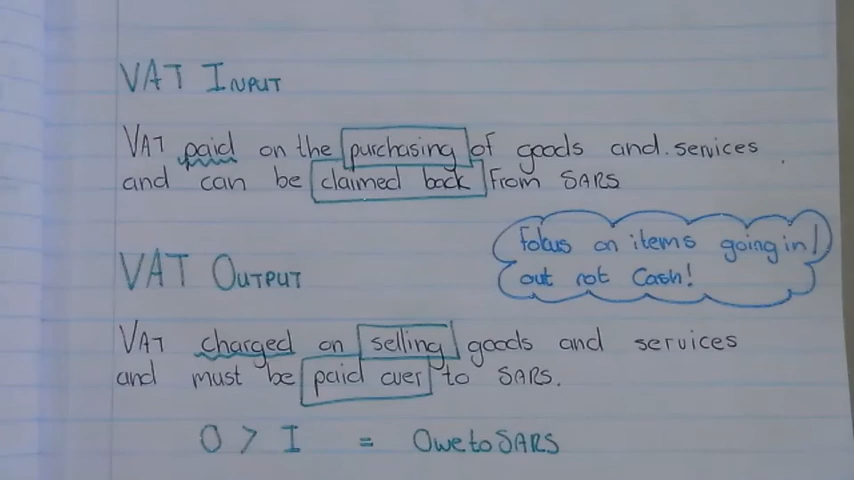 VAT INPUT
VAT paid on the purchasing of goods and services
and can be claimed back from SARS
fokus on items going in/
out not Cash!
VAT OUTPUT
VAT charged on selling goods and services
and must be paid over to SARS.
O > I = Owe to SARS